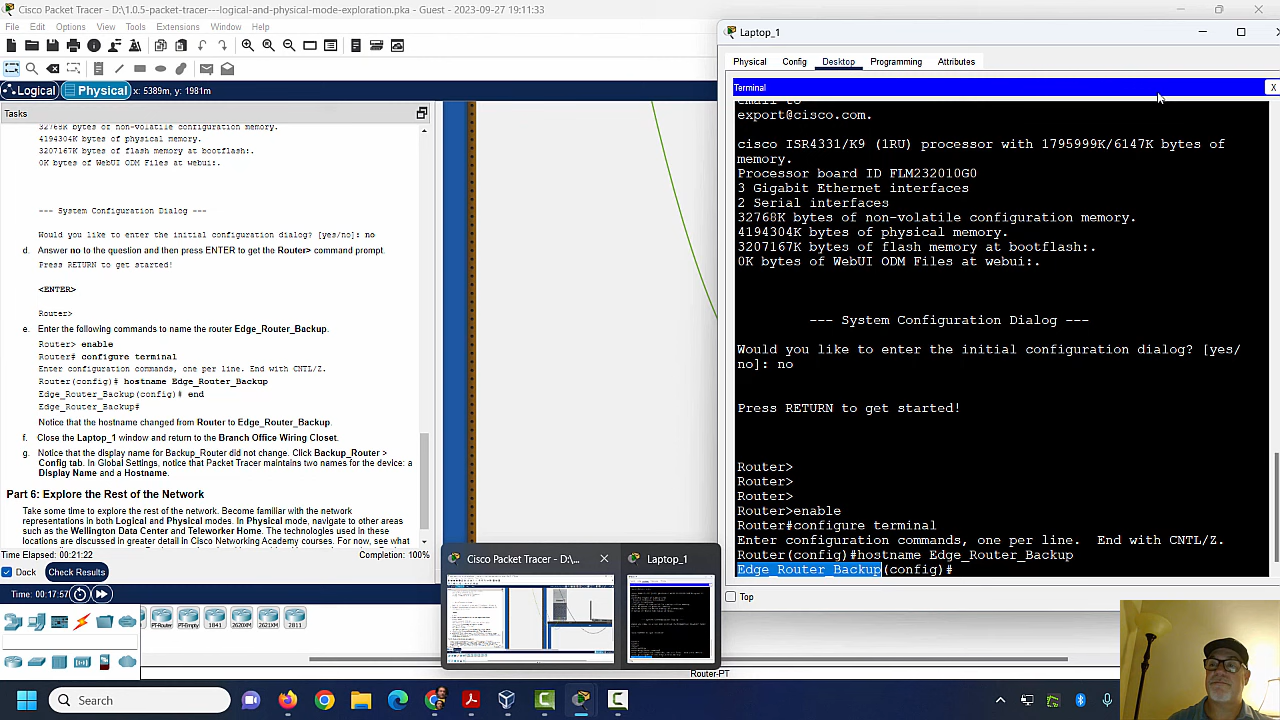 Cisco Packet Tracer - D:\1.0.5-packet-tracer---logical-and-physical-mode-exploration.pka - Guest - 2023-09-27 19:11:33
File Edit Options View Tools Extensions Window Help
Logical Physical
Tasks
32768K bytes of non-volatile configuration memory.
4194304K bytes of physical memory.
3207167K bytes of flash memory at bootflash:.
0K bytes of WebUI ODM Files at webui:.
--- System Configuration Dialog ---
Would you like to enter the initial configuration dialog? [yes/no]: no
d. Answer no to the question and then press ENTER to get the Router> command prompt.
Press RETURN to get started!
<ENTER>
Router>
e. Enter the following commands to name the router Edge_Router_Backup.
Router> enable
Router# configure terminal
Enter configuration commands, one per line. End with CNTL/Z.
Router(config)# hostname Edge_Router_Backup
Edge_Router_Backup(config)# end
Edge_Router_Backup#
Notice that the hostname changed from Router to Edge_Router_Backup.
f. Close the Laptop_1 window and return to the Branch Office Wiring Closet.
g. Notice that the display name for Backup_Router did not change. Click Backup_Router >
Config tab. In Global Settings, notice that Packet Tracer maintains two names for the device: a
Display Name and a Hostname.
Part 6: Explore the Rest of the Network
Take some time to explore the rest of the network. Become familiar with the network
representations in both Logical and Physical modes. In Physical mode, navigate to other areas
such as the Wellington Data Center and Teleworker Home. The technologies used in these
locations are discussed in greater detail in Cisco Networking Academy courses. For now, see what
Time Elapsed: 00:21:22 Completion: 100%
Dock Check Results
Time: 00:17:57
Laptop_1
Physical Config Desktop Programming Attributes
Terminal X
email to
export@cisco.com.
cisco ISR4331/K9 (1RU) processor with 1795999K/6147K bytes of
memory.
Processor board ID FLM232010G0
3 Gigabit Ethernet interfaces
2 Serial interfaces
32768K bytes of non-volatile configuration memory.
4194304K bytes of physical memory.
3207167K bytes of flash memory at bootflash:.
0K bytes of WebUI ODM Files at webui:.
--- System Configuration Dialog ---
Would you like to enter the initial configuration dialog? [yes/
no]: no
Press RETURN to get started!
Router>
Router>
Router>
Router>enable
Router#configure terminal
Enter configuration commands, one per line. End with CNTL/Z.
Router(config)#hostname Edge_Router_Backup
Edge_Router_Backup(config)#
Top
Cisco Packet Tracer - D:\...
Laptop_1
Router-PT
Search